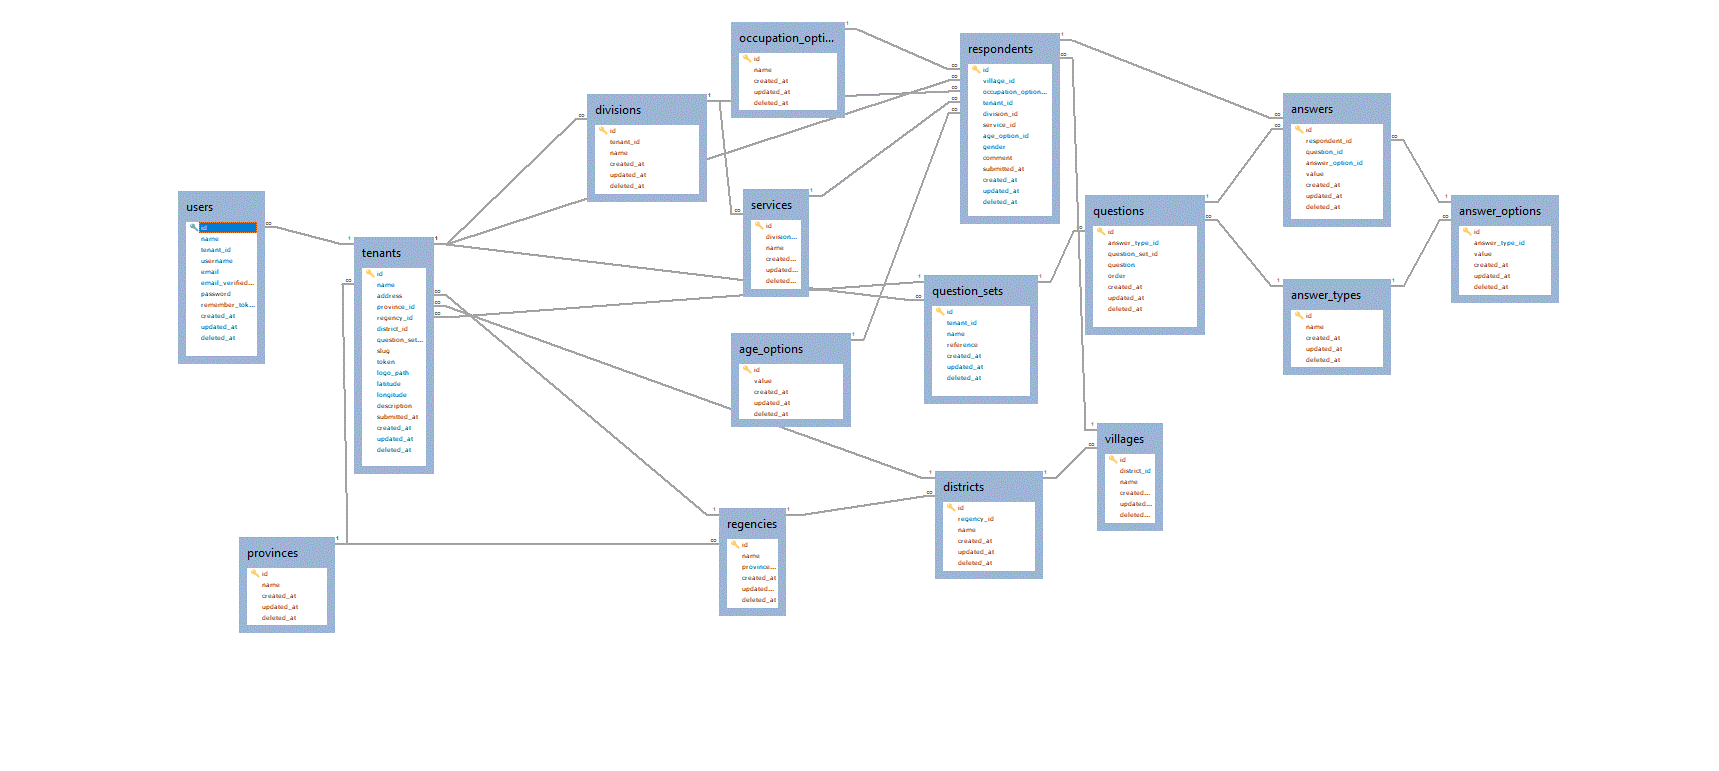 users
id
name
tenant_id
username
email
email_verified...
password
remember_tok...
created_at
updated_at
deleted_at
tenants
id
name
address
province_id
regency_id
district_id
question_set...
slug
token
logo_path
latitude
longitude
description
submitted_at
created_at
updated_at
deleted_at
provinces
id
name
created_at
updated_at
deleted_at
divisions
id
tenant_id
name
created_at
updated_at
deleted_at
occupation_opti...
id
name
created_at
updated_at
deleted_at
services
id
division...
name
created...
updated...
deleted...
age_options
id
value
created_at
updated_at
deleted_at
regencies
id
name
province...
created_at
updated...
deleted_at
respondents
id
village_id
occupation_option...
tenant_id
division_id
service_id
age_option_id
gender
comment
submitted_at
created_at
updated_at
deleted_at
question_sets
id
tenant_id
name
reference
created_at
updated_at
deleted_at
districts
id
regency_id
name
created_at
updated_at
deleted_at
questions
id
answer_type_id
question_set_id
question
order
created_at
updated_at
deleted_at
villages
id
district_id
name
created...
updated...
deleted...
answers
id
respondent_id
question_id
answer_option_id
value
created_at
updated_at
deleted_at
answer_types
id
name
created_at
updated_at
deleted_at
answer_options
id
answer_type_id
value
created_at
updated_at
deleted_at